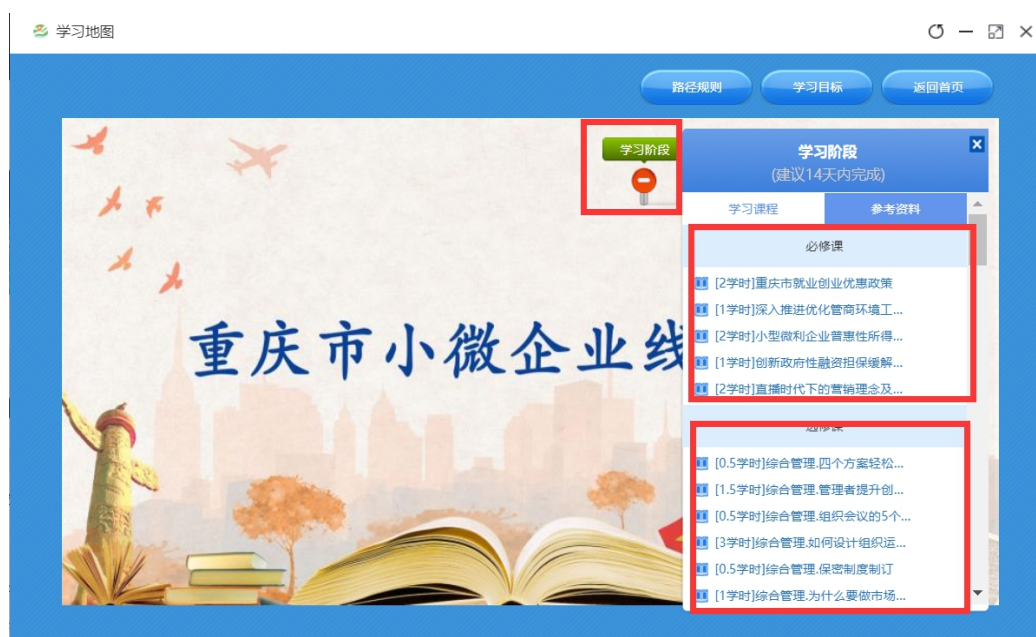 学习地图
路径规则
学习目标
返回首页
学习阶段
学习阶段
(建议14天内完成)
学习课程
参考资料
必修课
[2学时]重庆市就业创业优惠政策
[1学时]深入推进优化管商环境工...
[2学时]小型微利企业普惠性所得...
[1学时]创新政府性融资担保缓解...
[2学时]直播时代下的营销理念及...
选修课
[0.5学时]综合管理.四个方案轻松...
[1.5学时]综合管理.管理者提升创...
[0.5学时]综合管理.组织会议的5个...
[3学时]综合管理.如何设计组织运...
[0.5学时]综合管理.保密制度制订
[1学时]综合管理.为什么要做市场...
重庆市小微企业线